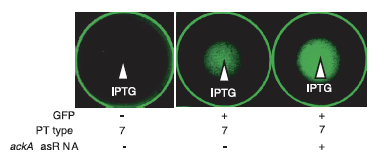 IPTG IPTG IPTG
GFP - + +
PT type 7 7 7
ackA asRNA - - +